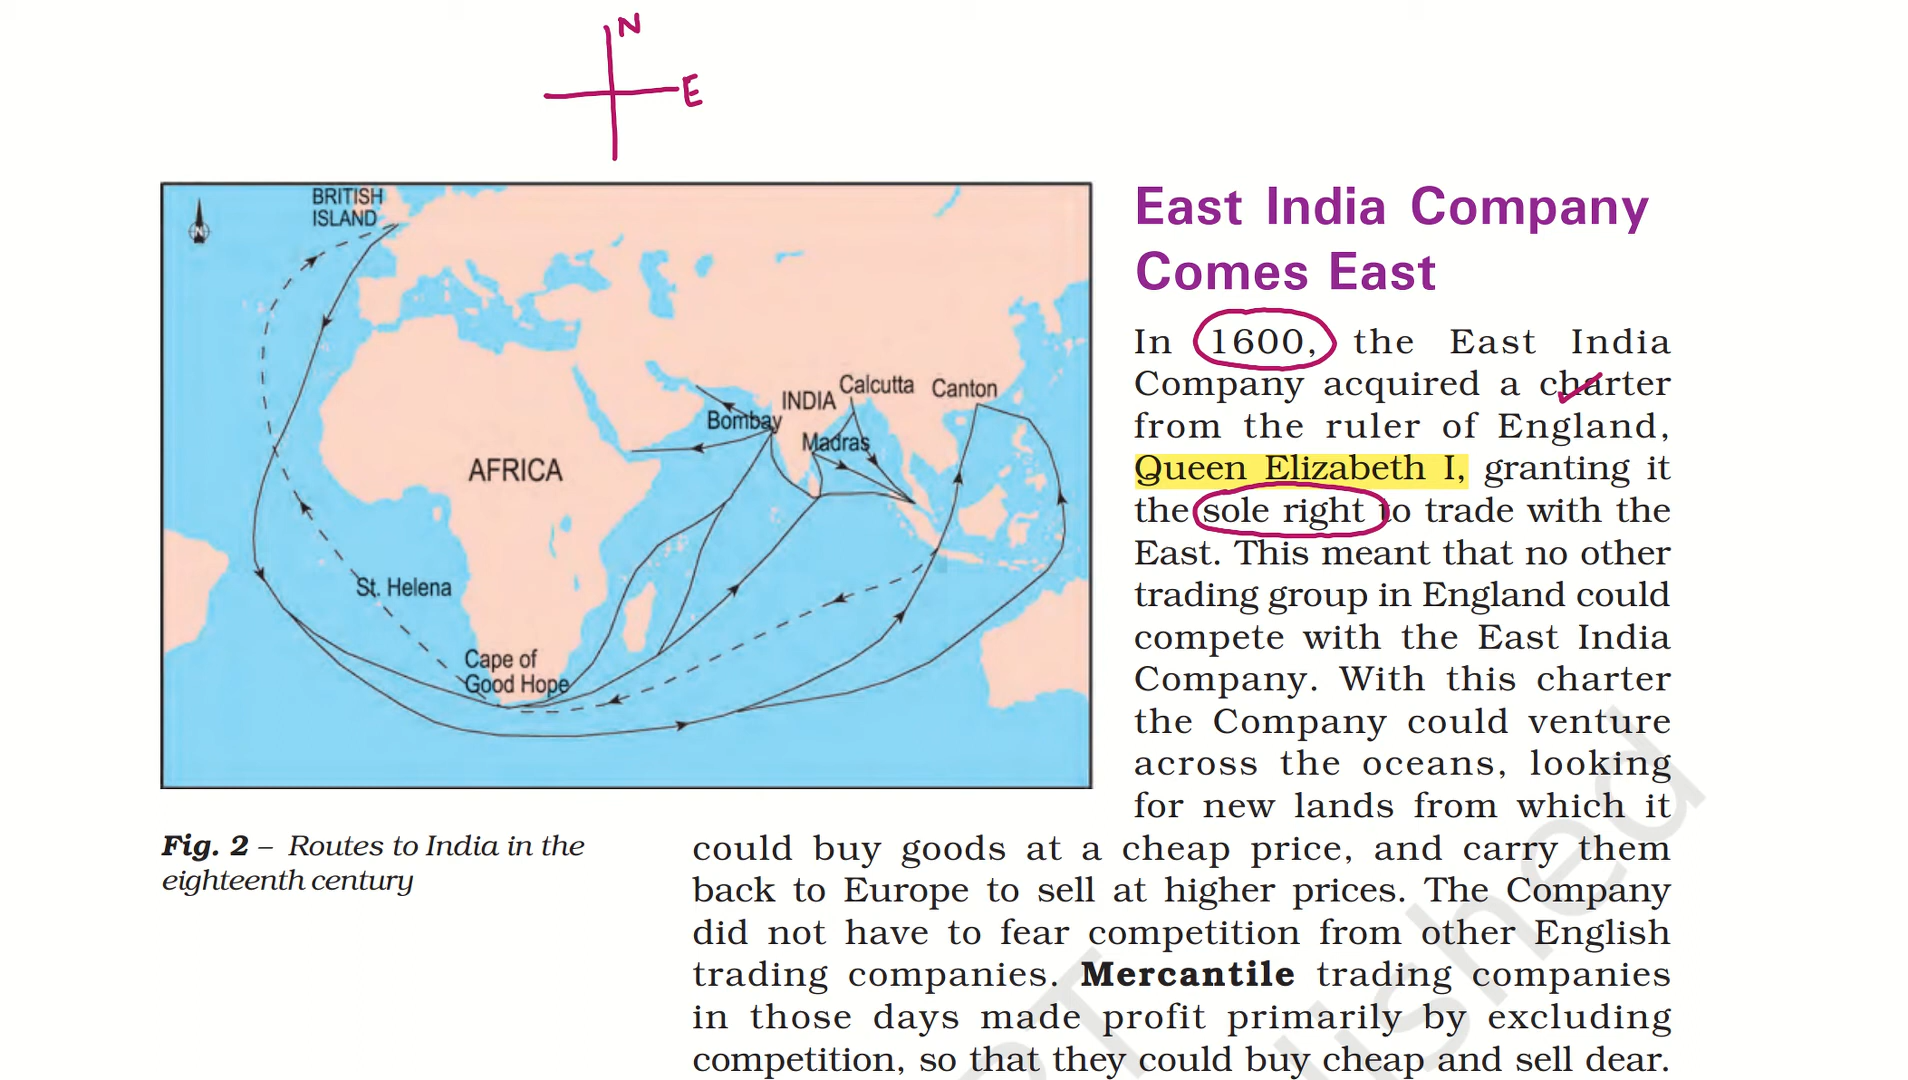 N
E
BRITISH
ISLAND
N
INDIA
Calcutta
Canton
Bombay
Madras
AFRICA
St. Helena
Cape of
Good Hope
Fig. 2 – Routes to India in the
eighteenth century
East India Company
Comes East
In 1600, the East India
Company acquired a charter
from the ruler of England,
Queen Elizabeth I, granting it
the sole right to trade with the
East. This meant that no other
trading group in England could
compete with the East India
Company. With this charter
the Company could venture
across the oceans, looking
for new lands from which it
could buy goods at a cheap price, and carry them
back to Europe to sell at higher prices. The Company
did not have to fear competition from other English
trading companies. Mercantile trading companies
in those days made profit primarily by excluding
competition, so that they could buy cheap and sell dear.